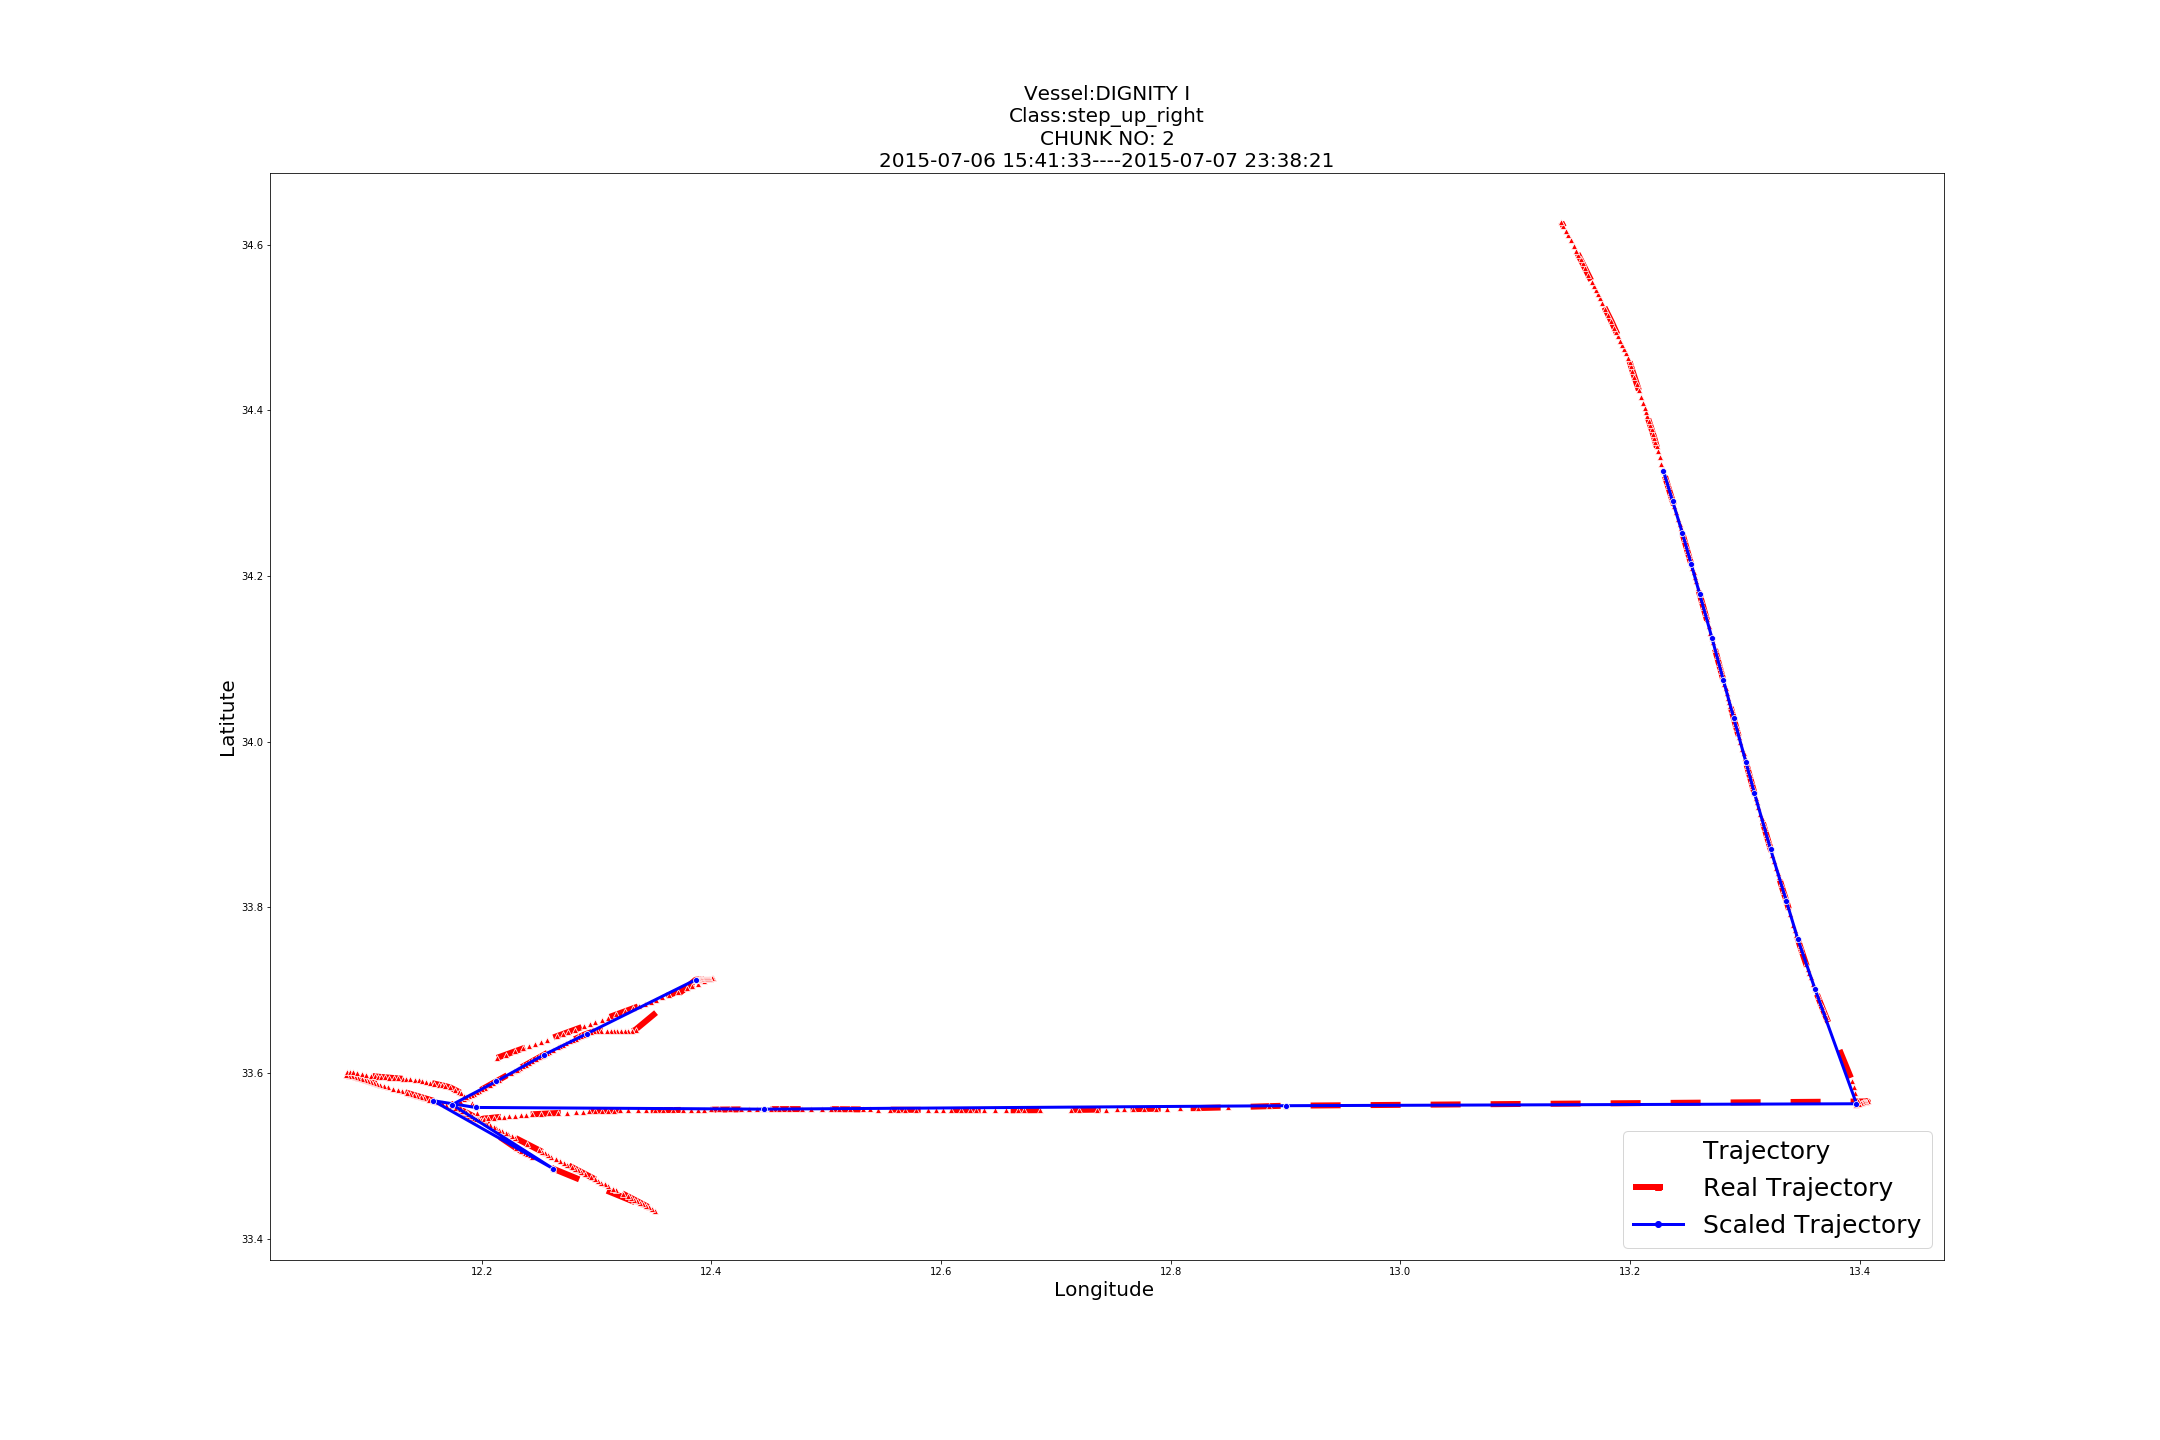 Vessel:DIGNITY I
Class:step_up_right
CHUNK NO: 2
2015-07-06 15:41:33----2015-07-07 23:38:21
34.6
34.4
34.2
34.0
33.8
33.6
33.4
Latitute
12.2 12.4 12.6 12.8 13.0 13.2 13.4
Longitude
Trajectory
Real Trajectory
Scaled Trajectory